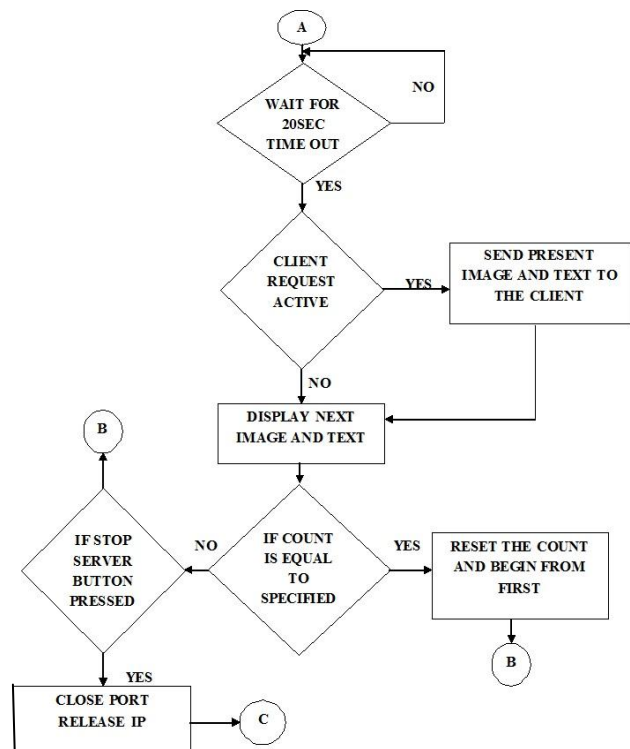 A
WAIT FOR
20SEC
TIME OUT
NO
YES
CLIENT
REQUEST
ACTIVE
YES
SEND PRESENT
IMAGE AND TEXT TO
THE CLIENT
NO
DISPLAY NEXT
IMAGE AND TEXT
B
IF STOP
SERVER
BUTTON
PRESSED
NO
IF COUNT
IS EQUAL
TO
SPECIFIED
YES
RESET THE COUNT
AND BEGIN FROM
FIRST
B
YES
CLOSE PORT
RELEASE IP
C